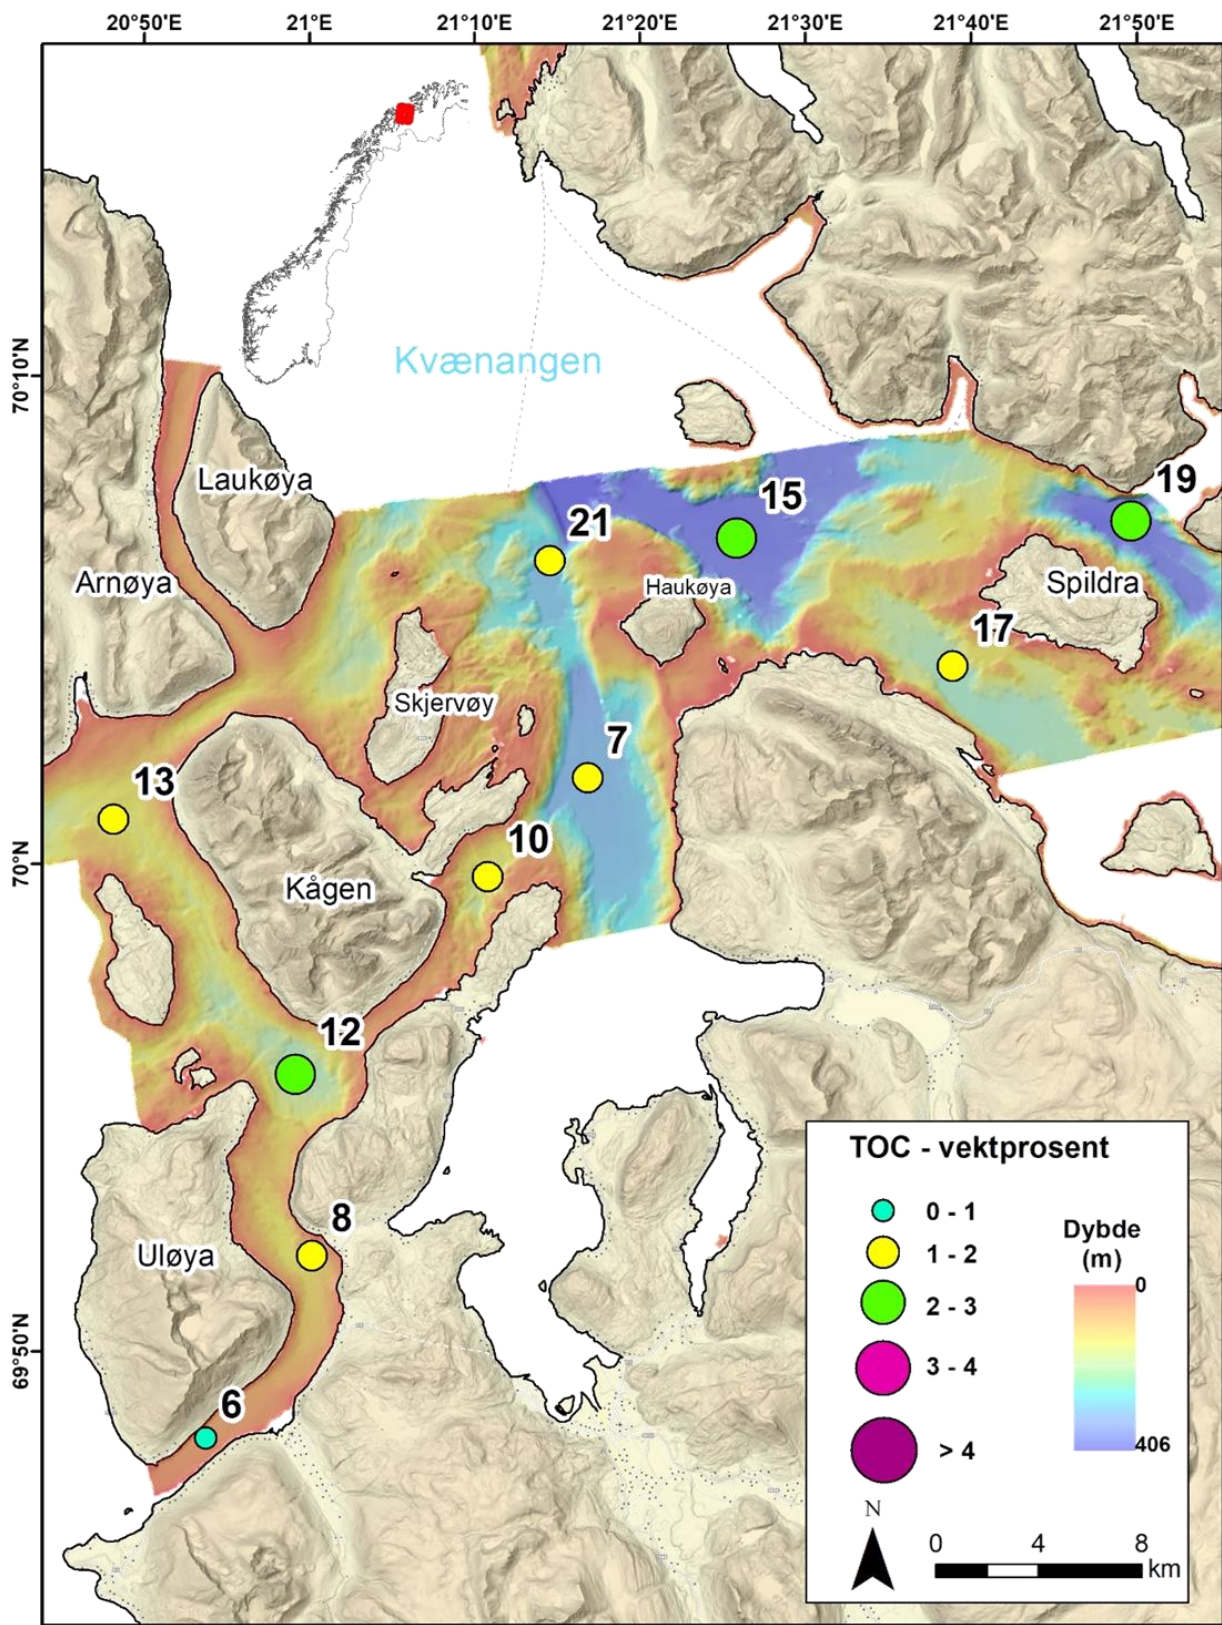 20°50'E 21°E 21°10'E 21°20'E 21°30'E 21°40'E 21°50'E
70°10'N
Kvænangen
19
Laukøya
15
21
Arnøya
Haukøya
Spildra
17
Skjervøy
7
13
10
70°N
Kågen
12
TOC - vektprosent
0 - 1
8
Dybde
(m)
1 - 2
Uløya
0
2 - 3
69°50'N
3 - 4
6
406
> 4
N
0 4 8
km